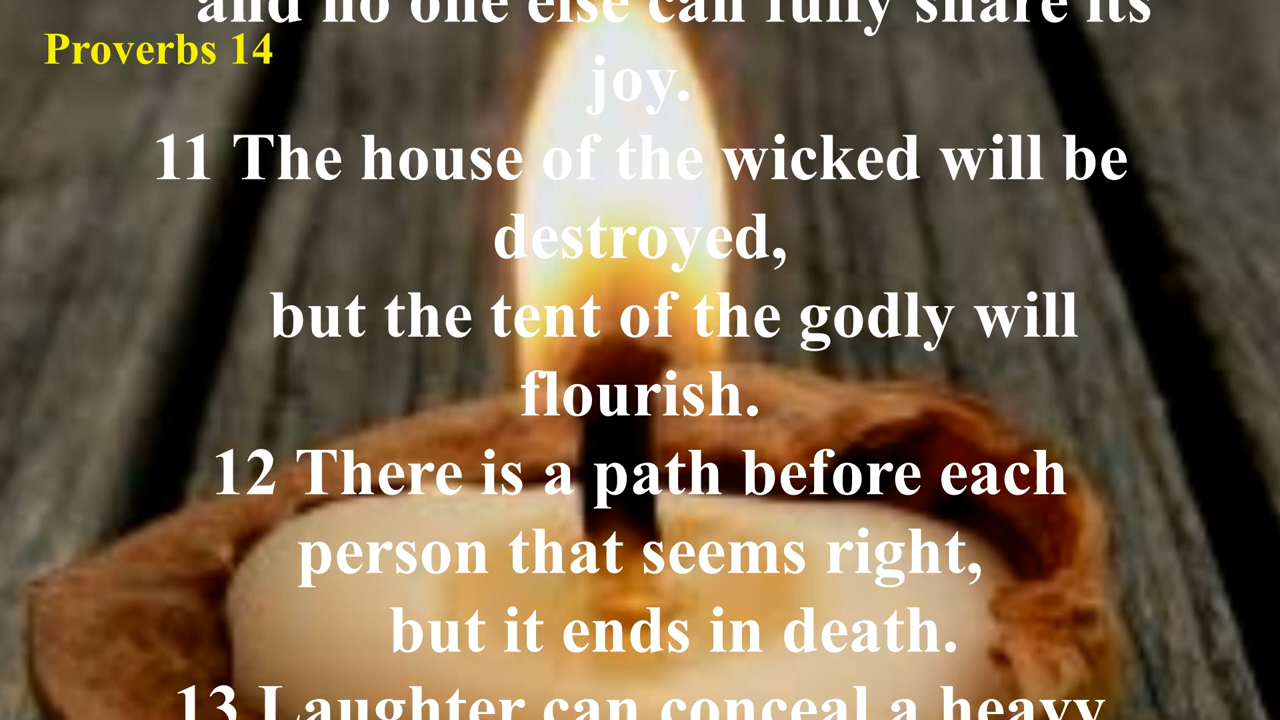 and no one else can fully share its
Proverbs 14
joy.
11 The house of the wicked will be
destroyed,
but the tent of the godly will
flourish.
12 There is a path before each
person that seems right,
but it ends in death.
13 Laughter can conceal a heavy